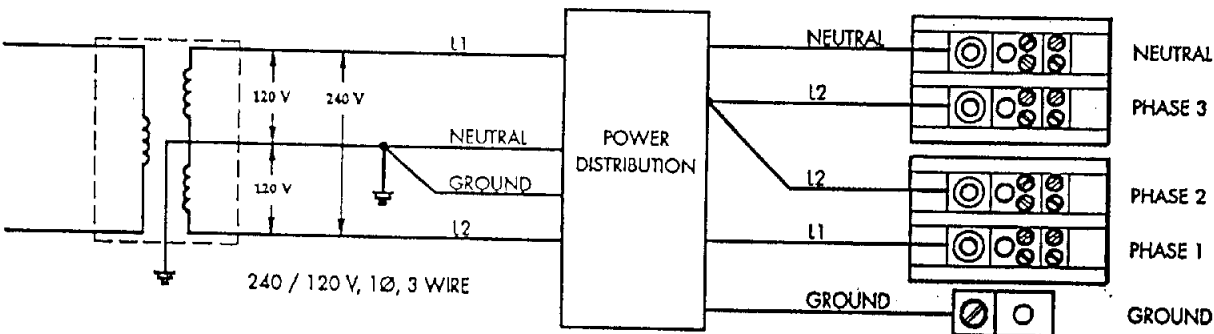 L1
120 V
240 V
NEUTRAL
120 V
GROUND
L2
240 / 120 V, 1Ø, 3 WIRE
POWER
DISTRIBUTION
NEUTRAL
L2
L2
L1
GROUND
NEUTRAL
PHASE 3
PHASE 2
PHASE 1
GROUND